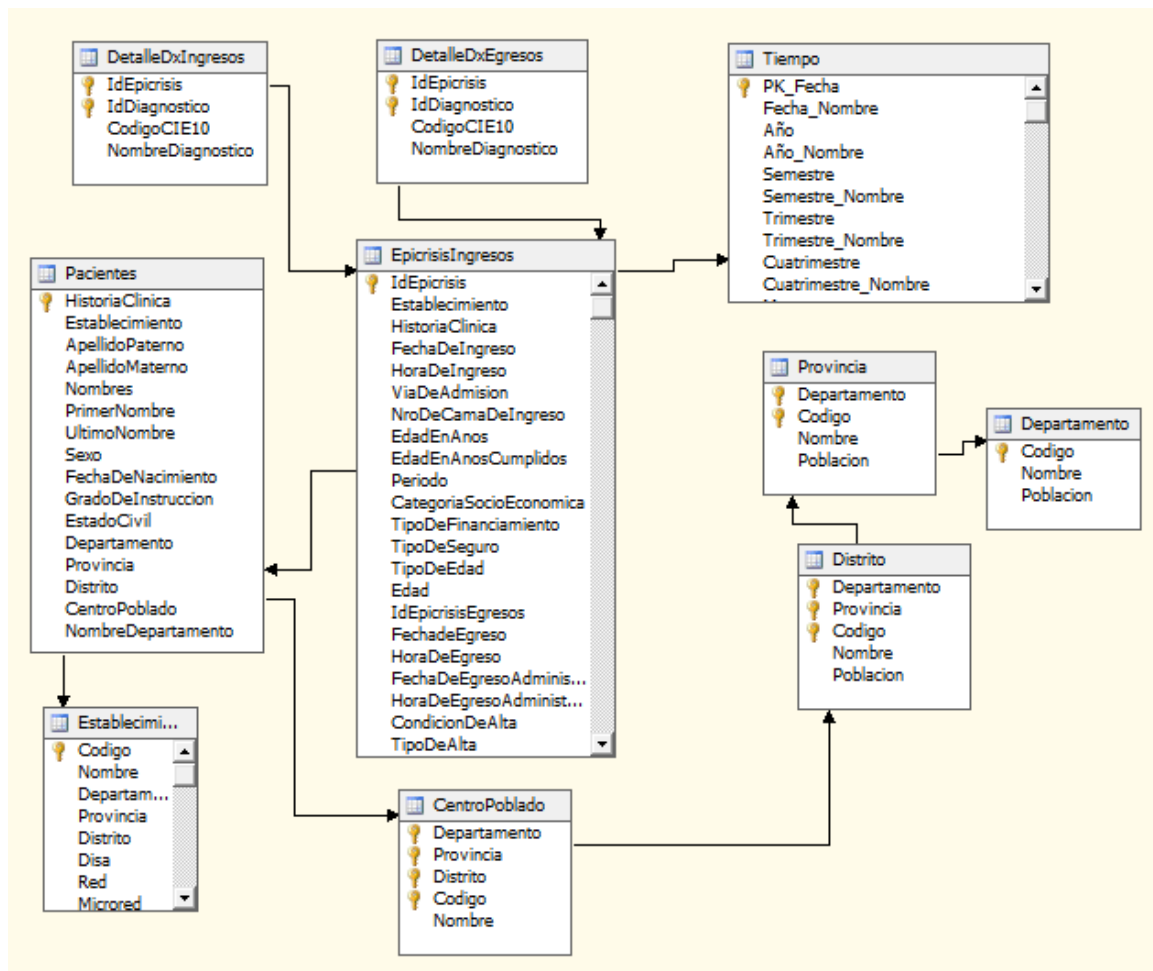 DetalleDxIngresos
IdEpicrisis
IdDiagnostico
CodigoCIE10
NombreDiagnostico
DetalleDxEgresos
IdEpicrisis
IdDiagnostico
CodigoCIE10
NombreDiagnostico
Tiempo
PK_Fecha
Fecha_Nombre
Año
Año_Nombre
Semestre
Semestre_Nombre
Trimestre
Trimestre_Nombre
Cuatrimestre
Cuatrimestre_Nombre
Pacientes
HistoriaClinica
Establecimiento
ApellidoPaterno
ApellidoMaterno
Nombres
PrimerNombre
UltimoNombre
Sexo
FechaDeNacimiento
GradoDeInstruccion
EstadoCivil
Departamento
Provincia
Distrito
CentroPoblado
NombreDepartamento
EpicrisisIngresos
IdEpicrisis
Establecimiento
HistoriaClinica
FechaDeIngreso
HoraDeIngreso
ViaDeAdmision
NroDeCamaDeIngreso
EdadEnAnos
EdadEnAnosCumplidos
Periodo
CategoriaSocioEconomica
TipoDeFinanciamiento
TipoDeSeguro
TipoDeEdad
Edad
IdEpicrisisEgresos
FechadeEgreso
HoraDeEgreso
FechaDeEgresoAdminis...
HoraDeEgresoAdminist...
CondicionDeAlta
TipoDeAlta
Provincia
Departamento
Codigo
Nombre
Poblacion
Departamento
Codigo
Nombre
Poblacion
Distrito
Departamento
Provincia
Codigo
Nombre
Poblacion
Establecimi...
Codigo
Nombre
Departam...
Provincia
Distrito
Disa
Red
Microred
CentroPoblado
Departamento
Provincia
Distrito
Codigo
Nombre